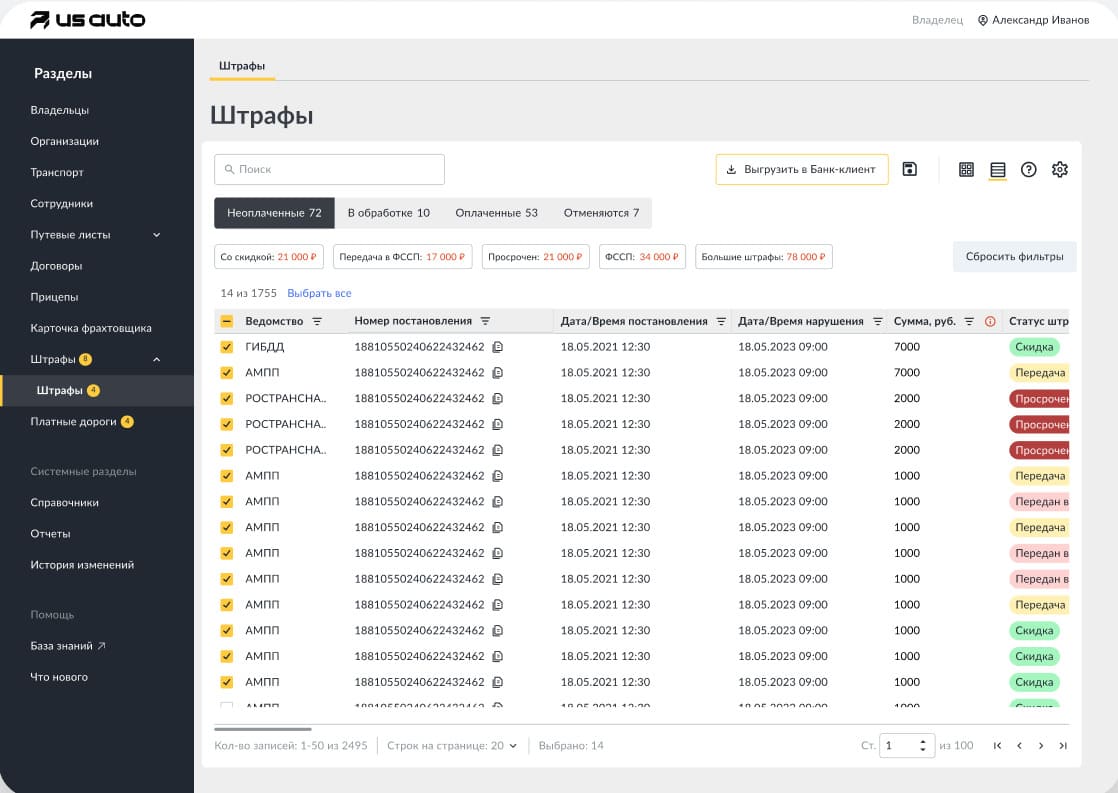 us auto
Владелец Александр Иванов
Разделы
Владельцы
Организации
Транспорт
Сотрудники
Путевые листы
Договоры
Прицепы
Карточка фрахтовщика
Штрафы 8
Штрафы 4
Платные дороги 4
Системные разделы
Справочники
Отчеты
История изменений
Помощь
База знаний
Что нового
Штрафы
Штрафы
Поиск
Выгрузить в Банк-клиент
Неоплаченные 72 В обработке 10 Оплаченные 53 Отменяются 7
Со скидкой: 21 000 ₽ Передача в ФССП: 17 000 ₽ Просрочен: 21 000 ₽ ФССП: 34 000 ₽ Большие штрафы: 78 000 ₽ Сбросить фильтры
14 из 1755 Выбрать все
Ведомство Номер постановления Дата/Время постановления Дата/Время нарушения Сумма, руб. Статус штр
ГИБДД 18810550240622432462 18.05.2021 12:30 18.05.2023 09:00 7000 Скидка
АМПП 18810550240622432462 18.05.2021 12:30 18.05.2023 09:00 7000 Передача
РОСТРАНСНА.. 18810550240622432462 18.05.2021 12:30 18.05.2023 09:00 2000 Просрочен
РОСТРАНСНА.. 18810550240622432462 18.05.2021 12:30 18.05.2023 09:00 2000 Просрочен
РОСТРАНСНА.. 18810550240622432462 18.05.2021 12:30 18.05.2023 09:00 2000 Просрочен
АМПП 18810550240622432462 18.05.2021 12:30 18.05.2023 09:00 1000 Передача
АМПП 18810550240622432462 18.05.2021 12:30 18.05.2023 09:00 1000 Передан в
АМПП 18810550240622432462 18.05.2021 12:30 18.05.2023 09:00 1000 Передача
АМПП 18810550240622432462 18.05.2021 12:30 18.05.2023 09:00 1000 Передан в
АМПП 18810550240622432462 18.05.2021 12:30 18.05.2023 09:00 1000 Передан в
АМПП 18810550240622432462 18.05.2021 12:30 18.05.2023 09:00 1000 Передача
АМПП 18810550240622432462 18.05.2021 12:30 18.05.2023 09:00 1000 Скидка
АМПП 18810550240622432462 18.05.2021 12:30 18.05.2023 09:00 1000 Скидка
АМПП 18810550240622432462 18.05.2021 12:30 18.05.2023 09:00 1000 Скидка
Кол-во записей: 1-50 из 2495 Строк на странице: 20 Выбрано: 14 Ст. 1 из 100